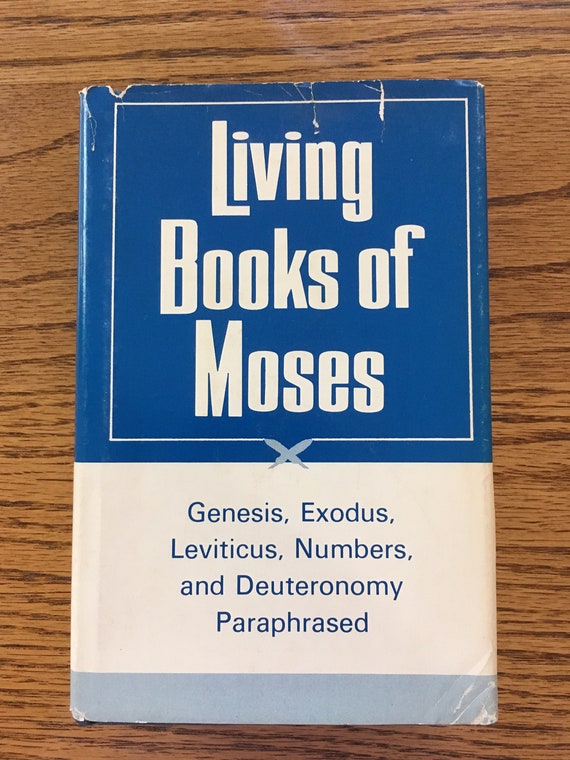 Living
Books of
Moses
Genesis, Exodus,
Leviticus, Numbers,
and Deuteronomy
Paraphrased